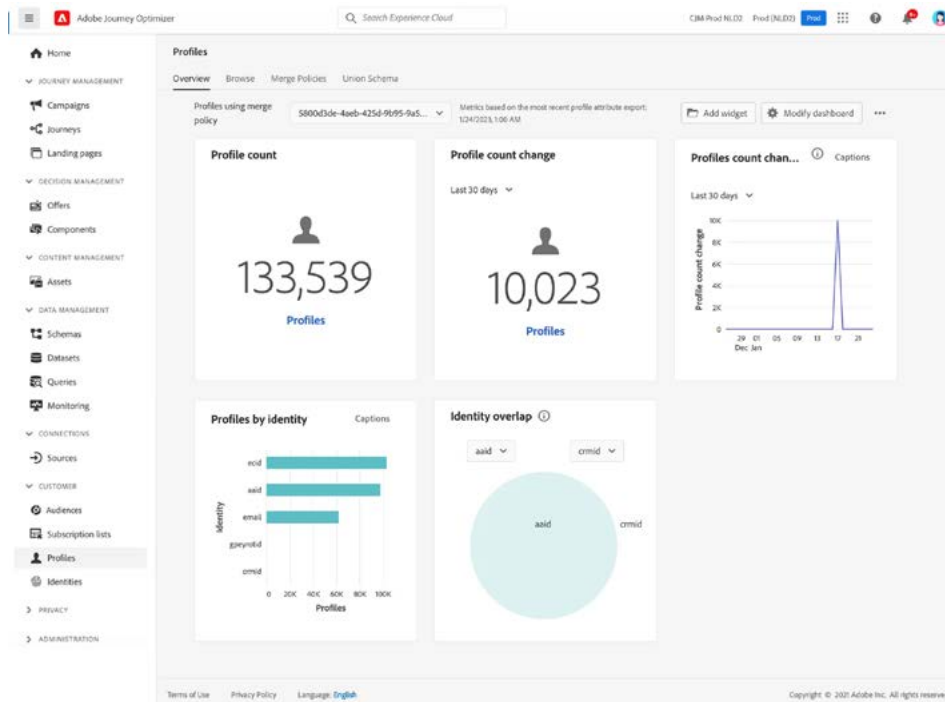 Adobe Journey Optimizer
Search Experience Cloud
CJM Prod NLD2 Prod (NLD2) Prod
Home
JOURNEY MANAGEMENT
Campaigns
Journeys
Landing pages
DECISION MANAGEMENT
Offers
Components
CONTENT MANAGEMENT
Assets
DATA MANAGEMENT
Schemas
Datasets
Queries
Monitoring
CONNECTIONS
Sources
CUSTOMER
Audiences
Subscription lists
Profiles
Identities
PRIVACY
ADMINISTRATION
Profiles
Overview Browse Merge Policies Union Schema
Profiles using merge
policy
5800d3de-4aeb-425d-9b95-9a5...
Metrics based on the most recent profile attribute export:
1/24/2023, 1:06 AM
Add widget
Modify dashboard
Profile count
133,539
Profiles
Profile count change
Last 30 days
10,023
Profiles
Profiles count chan... Captions
Last 30 days
Profile count change
10K
8K
6K
4K
2K
0
29 01 05 09 13 17 21
Dec Jan
Profiles by identity Captions
Identity
ecid
aaid
email
crmid
0 20K 40K 60K 80K 100K
Profiles
Identity overlap
aaid crmid
aaid crmid
Terms of Use Privacy Policy Language: English
Copyright © 2021 Adobe Inc. All rights reserve